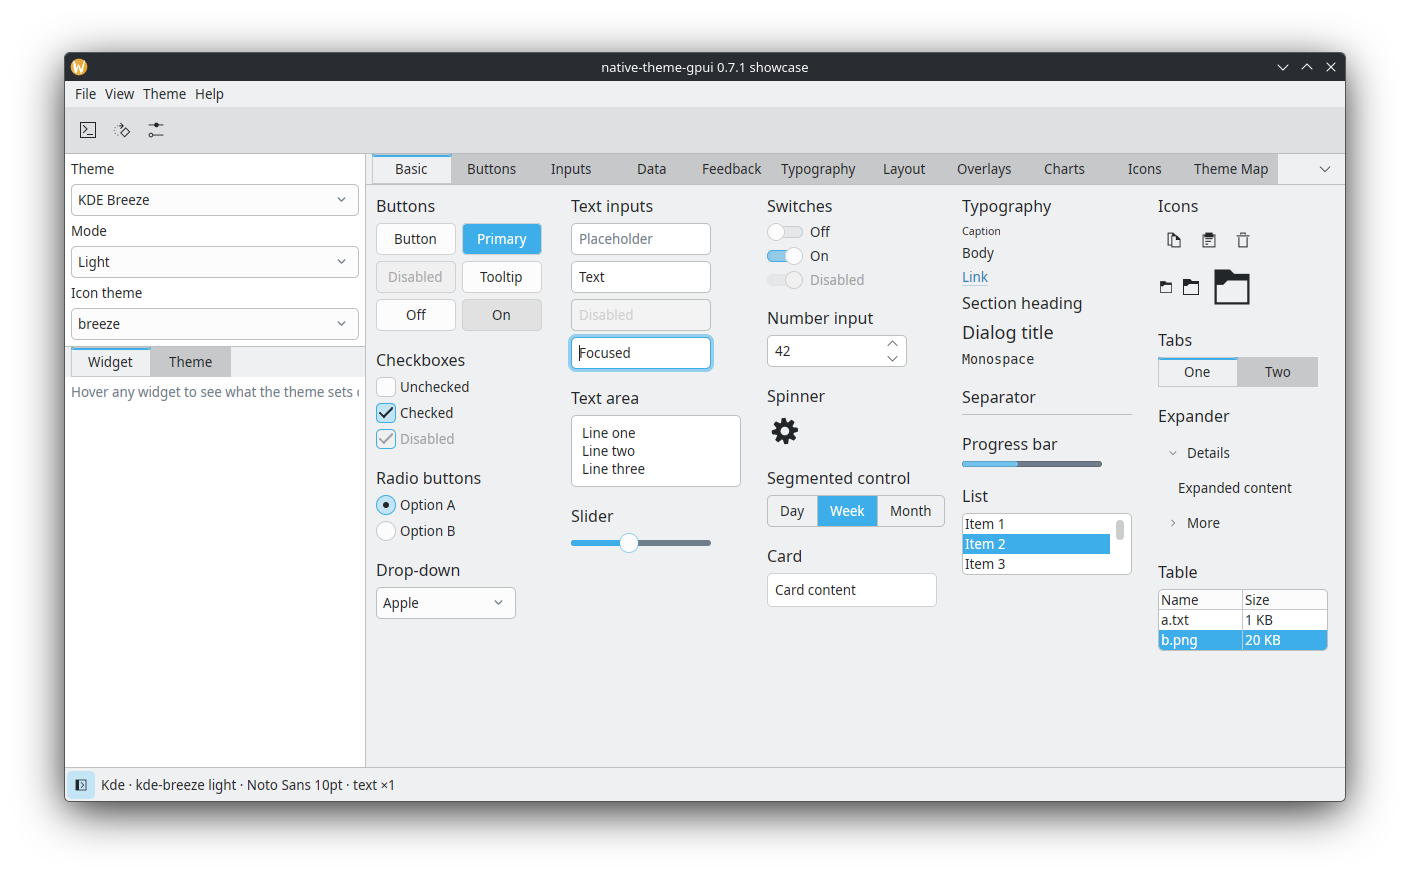 native-theme-gpui 0.7.1 showcase
File View Theme Help
Theme
KDE Breeze
Mode
Light
Icon theme
breeze
Widget Theme
Hover any widget to see what the theme sets
Basic Buttons Inputs Data Feedback Typography Layout Overlays Charts Icons Theme Map
Buttons
Button Primary
Disabled Tooltip
Off On
Checkboxes
Unchecked
Checked
Disabled
Radio buttons
Option A
Option B
Drop-down
Apple
Text inputs
Placeholder
Text
Disabled
Focused
Text area
Line one
Line two
Line three
Slider
Switches
Off
On
Disabled
Number input
42
Spinner
Segmented control
Day Week Month
Card
Card content
Typography
Caption
Body
Link
Section heading
Dialog title
Monospace
Separator
Progress bar
List
Item 1
Item 2
Item 3
Icons
Tabs
One Two
Expander
Details
Expanded content
More
Table
Name Size
a.txt 1 KB
b.png 20 KB
Kde · kde-breeze light · Noto Sans 10pt · text ×1